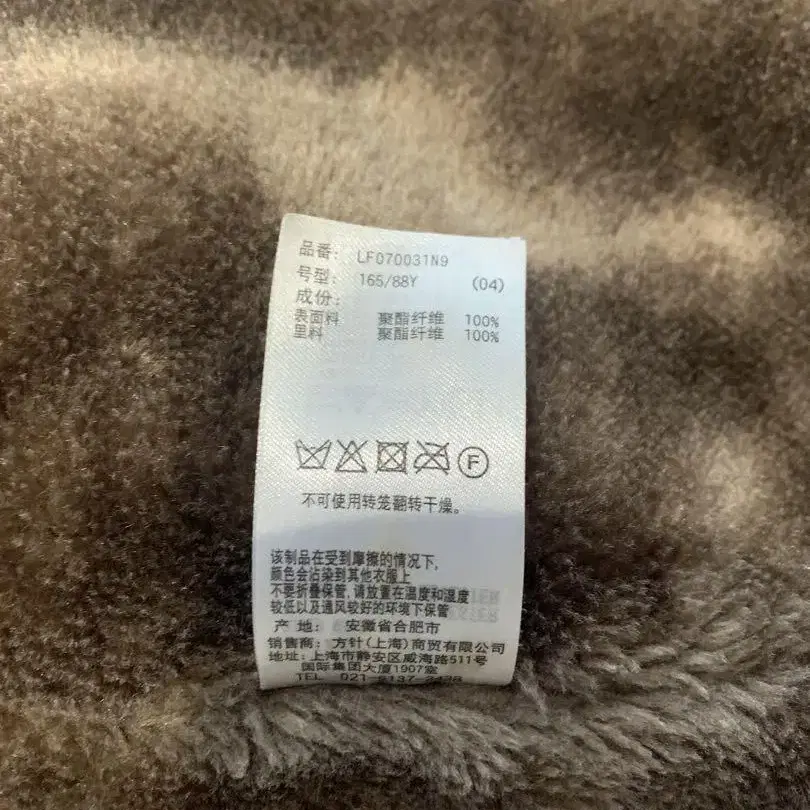 品番: LF070031N9
号型: 165/88Y (04)
成份:
表面料 聚酯纤维 100%
里料 聚酯纤维 100%
F
不可使用转笼翻转干燥。
该制品在受到摩擦的情况下,
颜色会沾染到其他衣服上
不要折叠保管,请放置在温度和湿度
较低以及通风较好的环境下保管
产 地: 安徽省合肥市
销售商: 方针(上海)商贸有限公司
地址: 上海市静安区威海路511号
国际集团大厦1907室
TEL 021-